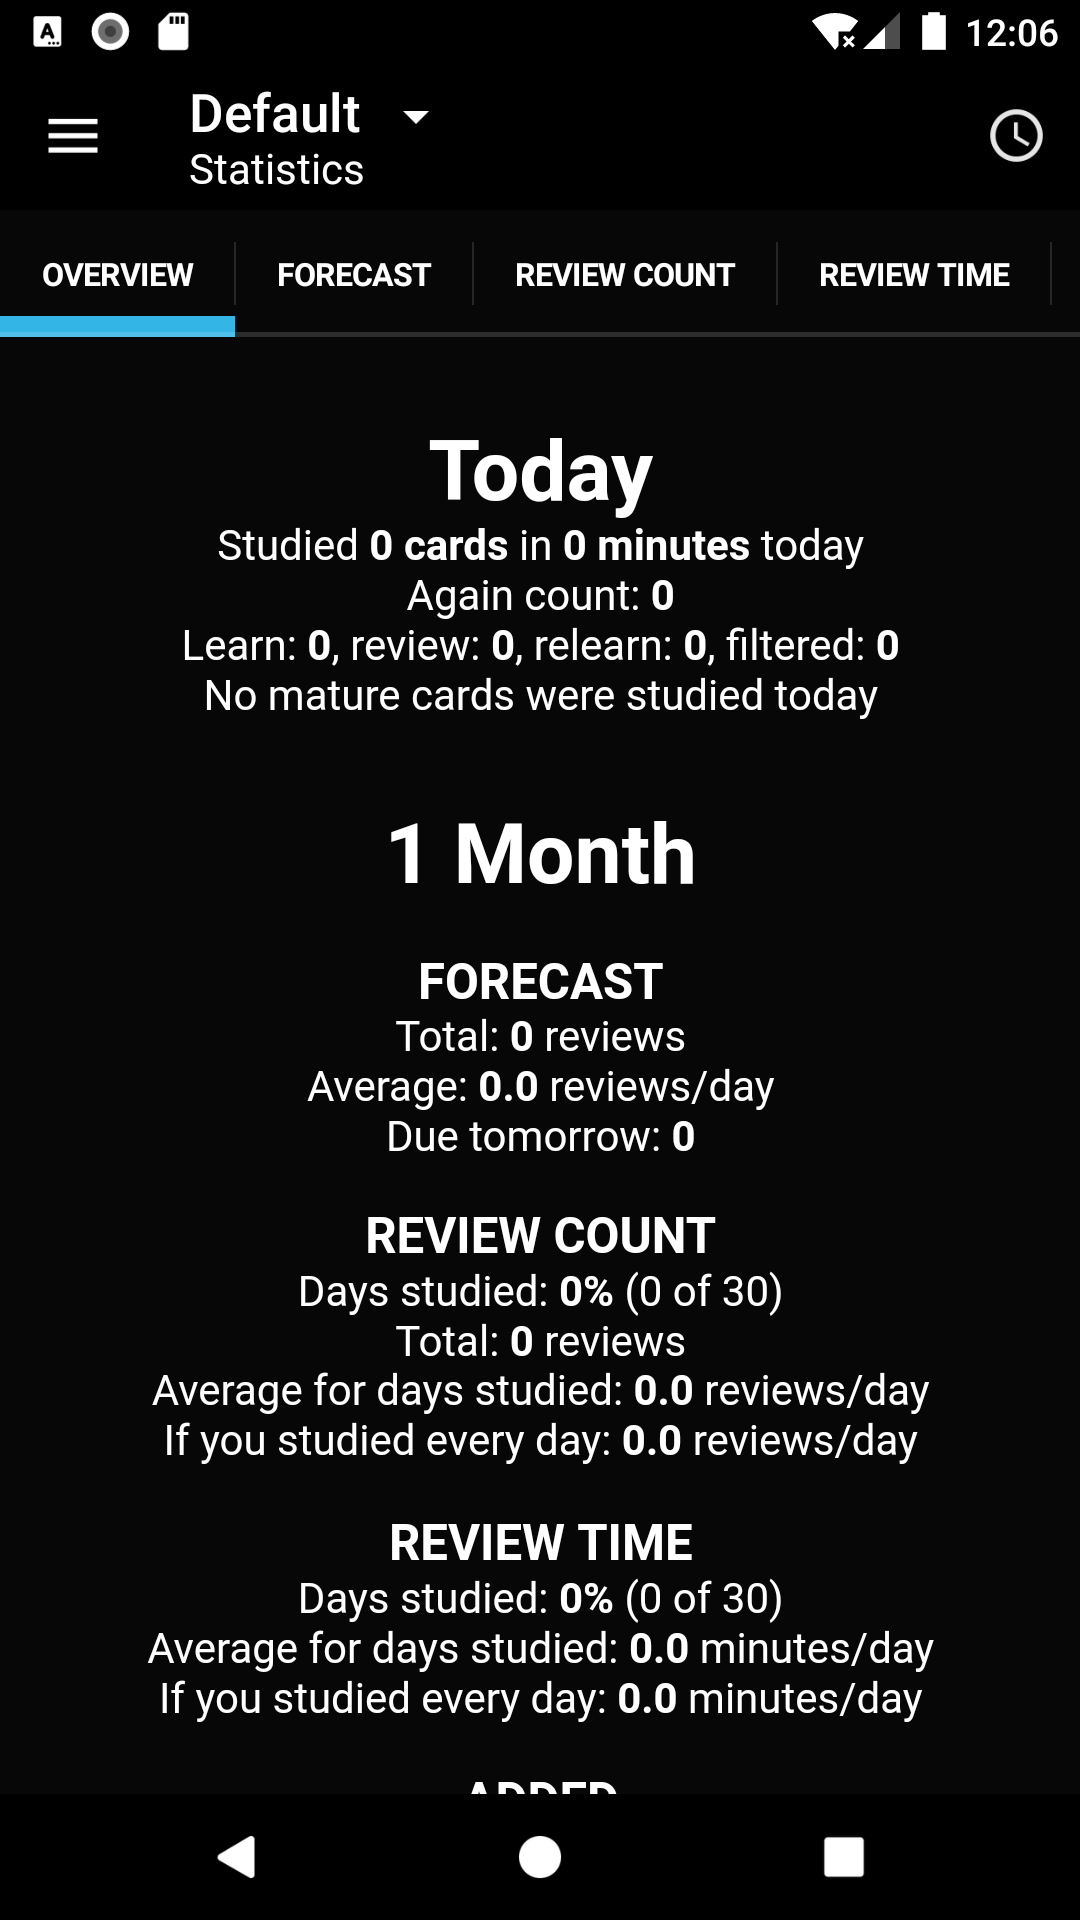 12:06
Default
Statistics
OVERVIEW FORECAST REVIEW COUNT REVIEW TIME
Today
Studied 0 cards in 0 minutes today
Again count: 0
Learn: 0, review: 0, relearn: 0, filtered: 0
No mature cards were studied today
1 Month
FORECAST
Total: 0 reviews
Average: 0.0 reviews/day
Due tomorrow: 0
REVIEW COUNT
Days studied: 0% (0 of 30)
Total: 0 reviews
Average for days studied: 0.0 reviews/day
If you studied every day: 0.0 reviews/day
REVIEW TIME
Days studied: 0% (0 of 30)
Average for days studied: 0.0 minutes/day
If you studied every day: 0.0 minutes/day
ADDED